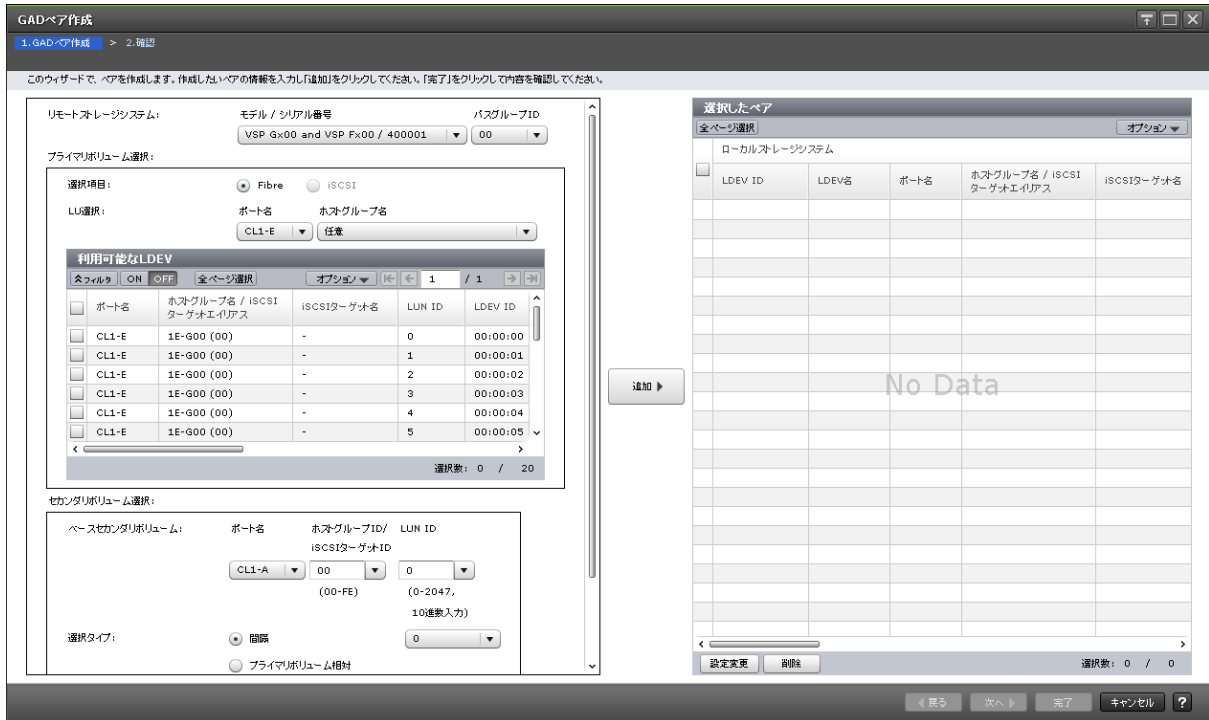 GADペア作成
1.GADペア作成 > 2.確認
このウィザードで、ペアを作成します。作成したいペアの情報を入力し「追加」をクリックしてください。「完了」をクリックして内容を確認してください。
リモートストレージシステム: モデル / シリアル番号 パスグループID
VSP Gx00 and VSP Fx00 / 400001 00
プライマリボリューム選択:
選択項目: Fibre iSCSI
LU選択: ポート名 ホストグループ名
CL1-E 任意
利用可能なLDEV
フィルタ ON OFF 全ページ選択 オプション 1 / 1
ポート名 ホストグループ名 / iSCSIターゲットエイリアス iSCSIターゲット名 LUN ID LDEV ID
CL1-E 1E-G00 (00) - 0 00:00:00
CL1-E 1E-G00 (00) - 1 00:00:01
CL1-E 1E-G00 (00) - 2 00:00:02
CL1-E 1E-G00 (00) - 3 00:00:03
CL1-E 1E-G00 (00) - 4 00:00:04
CL1-E 1E-G00 (00) - 5 00:00:05
選択数: 0 / 20
セカンダリボリューム選択:
ベースセカンダリボリューム: ポート名 ホストグループID/ LUN ID
iSCSIターゲットID
CL1-A 00 0
(00-FE) (0-2047,
10進数入力)
選択タイプ: 間隔 0
プライマリボリューム相対
追加
選択したペア
全ページ選択 オプション
ローカルストレージシステム
LDEV ID LDEV名 ポート名 ホストグループ名 / iSCSIターゲットエイリアス iSCSIターゲット名
No Data
設定変更 削除 選択数: 0 / 0
戻る 次へ 完了 キャンセル ?